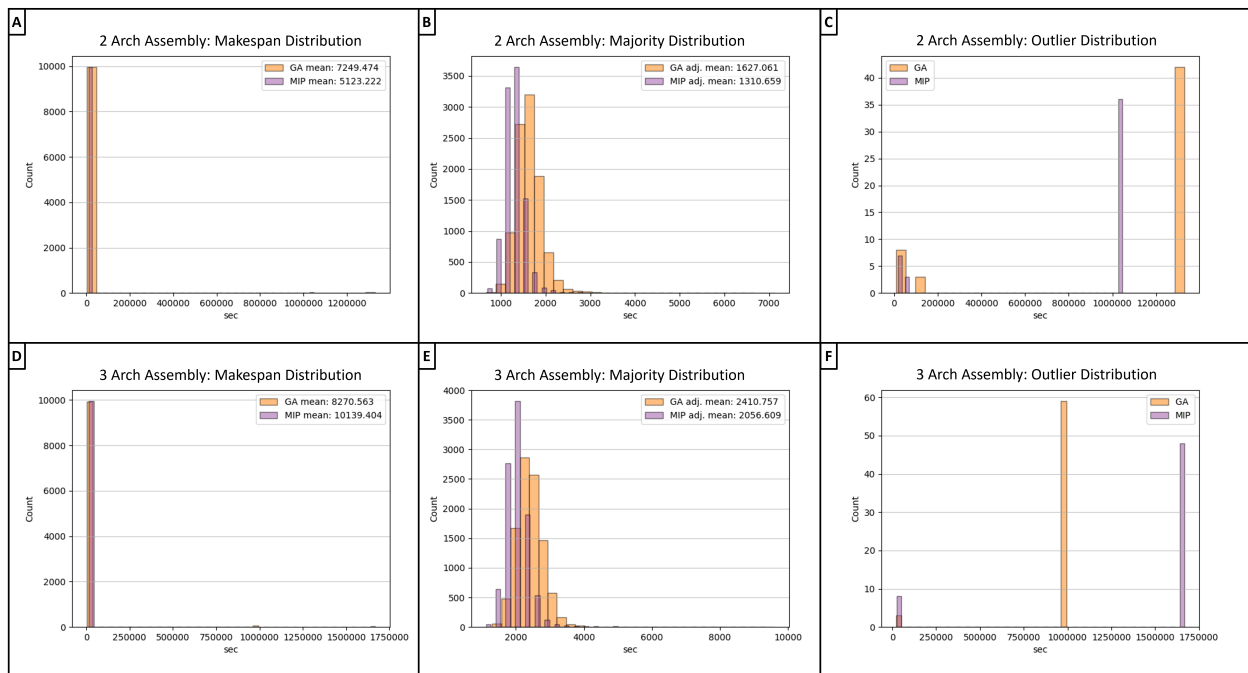 A
2 Arch Assembly: Makespan Distribution
GA mean: 7249.474
MIP mean: 5123.222
10000
8000
6000
4000
2000
0
Count
0 200000 400000 600000 800000 1000000 1200000
sec
B
2 Arch Assembly: Majority Distribution
GA adj. mean: 1627.061
MIP adj. mean: 1310.659
3500
3000
2500
2000
1500
1000
500
0
Count
1000 2000 3000 4000 5000 6000 7000
sec
C
2 Arch Assembly: Outlier Distribution
GA
MIP
40
35
30
25
20
15
10
5
0
Count
0 200000 400000 600000 800000 1000000 1200000
sec
D
3 Arch Assembly: Makespan Distribution
GA mean: 8270.563
MIP mean: 10139.404
10000
8000
6000
4000
2000
0
Count
0 250000 500000 750000 1000000 1250000 1500000 1750000
sec
E
3 Arch Assembly: Majority Distribution
GA adj. mean: 2410.757
MIP adj. mean: 2056.609
4000
3500
3000
2500
2000
1500
1000
500
0
Count
2000 4000 6000 8000 10000
sec
F
3 Arch Assembly: Outlier Distribution
GA
MIP
60
50
40
30
20
10
0
Count
0 250000 500000 750000 1000000 1250000 1500000 1750000
sec